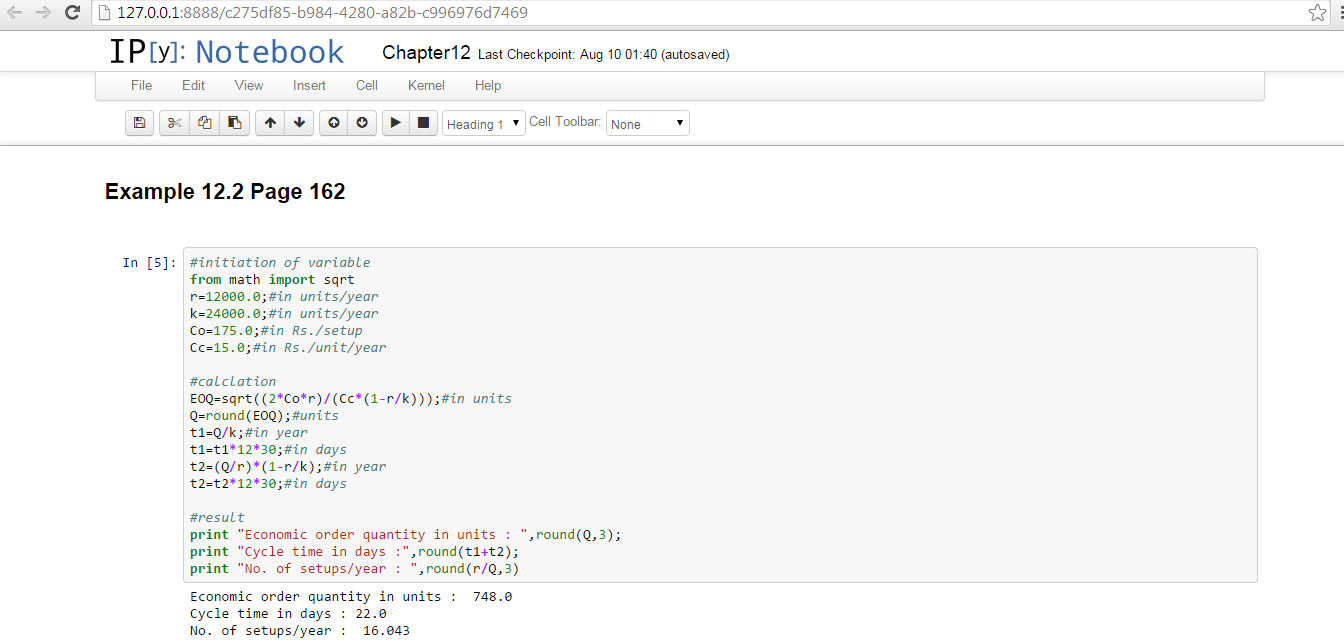 127.0.0.1:8888/c275df85-b984-4280-a82b-c996976d7469
IP[y]: Notebook Chapter12 Last Checkpoint: Aug 10 01:40 (autosaved)
File Edit View Insert Cell Kernel Help
Heading 1 Cell Toolbar: None
Example 12.2 Page 162
In [5]: #initiation of variable
from math import sqrt
r=12000.0;#in units/year
k=24000.0;#in units/year
Co=175.0;#in Rs./setup
Cc=15.0;#in Rs./unit/year
#calclation
EOQ=sqrt((2*Co*r)/(Cc*(1-r/k)));#in units
Q=round(EOQ);#units
t1=Q/k;#in year
t1=t1*12*30;#in days
t2=(Q/r)*(1-r/k);#in year
t2=t2*12*30;#in days
#result
print "Economic order quantity in units : ",round(Q,3);
print "Cycle time in days :",round(t1+t2);
print "No. of setups/year : ",round(r/Q,3)
Economic order quantity in units :  748.0
Cycle time in days : 22.0
No. of setups/year :  16.043